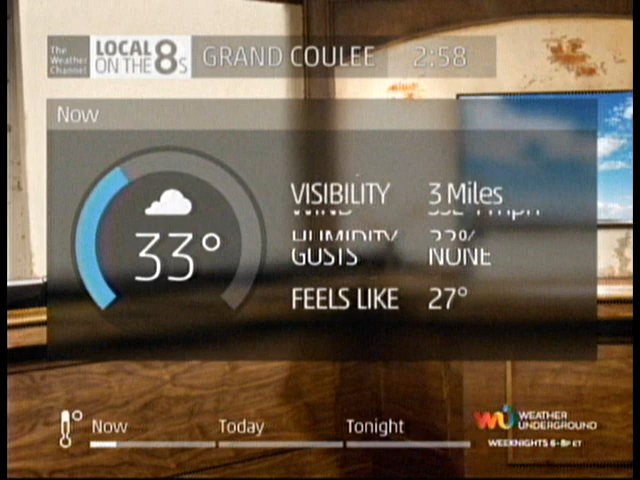 The Weather Channel
LOCAL ON THE 8s
GRAND COULEE 2:58
Now
33°
VISIBILITY 3 Miles
GUSTS NONE
FEELS LIKE 27°
Now Today Tonight
WU WEATHER UNDERGROUND
WEEKNIGHTS 6-8P ET